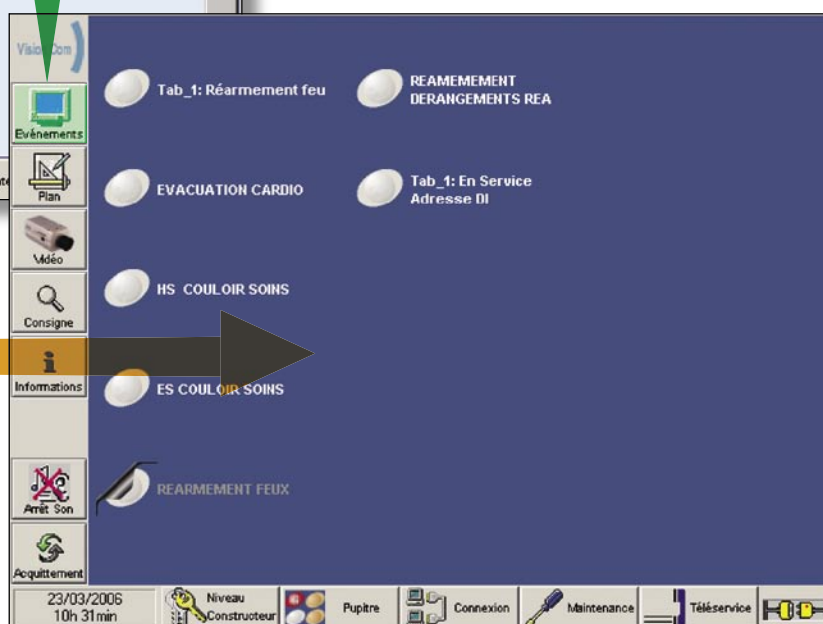 VisionCom
Evénements
Plan
Vidéo
Consigne
Informations
Arrêt Son
Acquittement
Tab_1: Réarmement feu
EVACUATION CARDIO
HS COULOIR SOINS
ES COULOIR SOINS
REARMEMENT FEUX
REAMEMEMENT
DERANGEMENTS REA
Tab_1: En Service
Adresse DI
23/03/2006
10h 31min
Niveau
Constructeur
Pupitre
Connexion
Maintenance
Téléservice